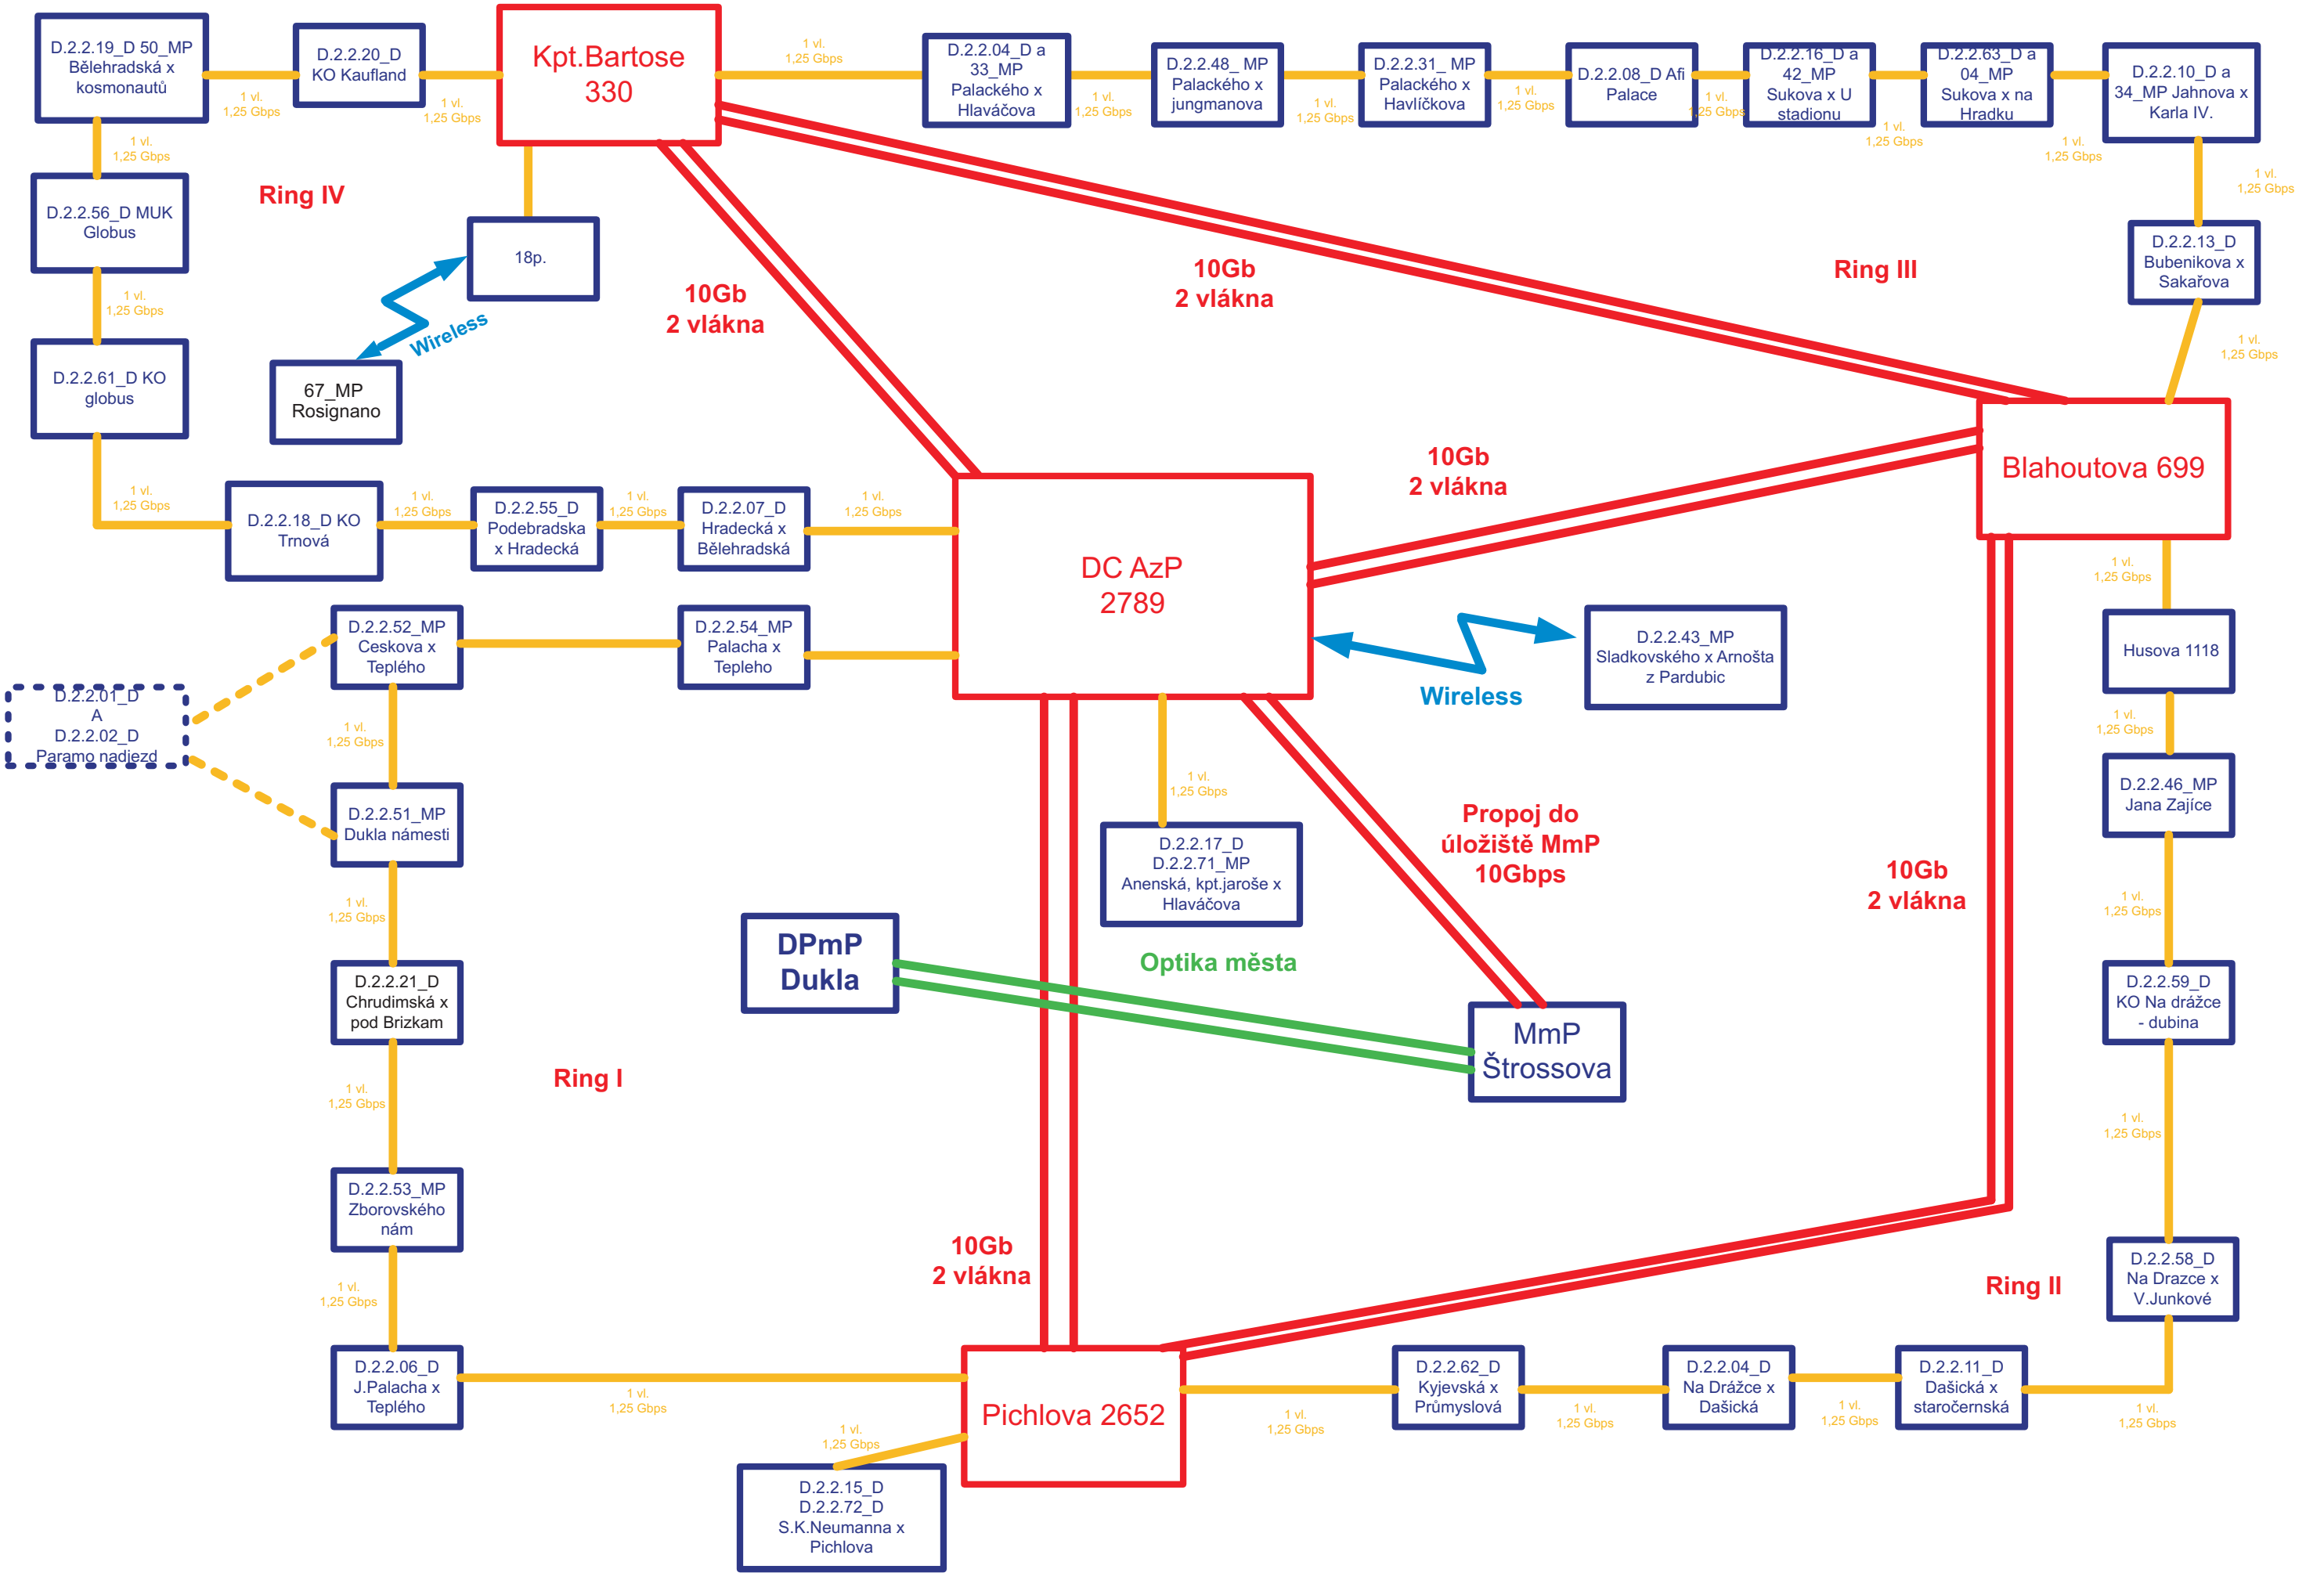 D.2.2.19_D 50_MP
Bělehradská x
kosmonautů
1 vl.
1,25 Gbps
D.2.2.20_D
KO Kaufland
1 vl.
1,25 Gbps
Kpt.Bartose
330
1 vl.
1,25 Gbps
D.2.2.04_D a
33_MP
Palackého x
Hlaváčova
1 vl.
1,25 Gbps
D.2.2.48_ MP
Palackého x
jungmanova
1 vl.
1,25 Gbps
D.2.2.31_ MP
Palackého x
Havlíčkova
1 vl.
1,25 Gbps
D.2.2.08_D Afi
Palace
1 vl.
1,25 Gbps
D.2.2.16_D a
42_MP
Sukova x U
stadionu
1 vl.
1,25 Gbps
D.2.2.63_D a
04_MP
Sukova x na
Hradku
1 vl.
1,25 Gbps
D.2.2.10_D a
34_MP Jahnova x
Karla IV.
1 vl.
1,25 Gbps
D.2.2.13_D
Bubenikova x
Sakařova
1 vl.
1,25 Gbps
1 vl.
1,25 Gbps
Ring IV
D.2.2.56_D MUK
Globus
18p.
Wireless
67_MP
Rosignano
10Gb
2 vlákna
10Gb
2 vlákna
Ring III
1 vl.
1,25 Gbps
D.2.2.61_D KO
globus
1 vl.
1,25 Gbps
D.2.2.18_D KO
Trnová
1 vl.
1,25 Gbps
D.2.2.55_D
Podebradska
x Hradecká
1 vl.
1,25 Gbps
D.2.2.07_D
Hradecká x
Bělehradská
1 vl.
1,25 Gbps
DC AzP
2789
10Gb
2 vlákna
Blahoutova 699
1 vl.
1,25 Gbps
D.2.2.52_MP
Ceskova x
Teplého
D.2.2.54_MP
Palacha x
Tepleho
D.2.2.43_MP
Sladkovského x Arnošta
z Pardubic
Wireless
Husova 1118
D.2.2.01_D
A
D.2.2.02_D
Paramo nadjezd
1 vl.
1,25 Gbps
1 vl.
1,25 Gbps
D.2.2.46_MP
Jana Zajíce
D.2.2.51_MP
Dukla námesti
1 vl.
1,25 Gbps
D.2.2.17_D
D.2.2.71_MP
Anenská, kpt.jaroše x
Hlaváčova
Propoj do
úložiště MmP
10Gbps
10Gb
2 vlákna
1 vl.
1,25 Gbps
1 vl.
1,25 Gbps
DPmP
Dukla
Optika města
D.2.2.21_D
Chrudimská x
pod Brizkam
D.2.2.59_D
KO Na drážce
- dubina
MmP
Štrossova
Ring I
1 vl.
1,25 Gbps
1 vl.
1,25 Gbps
D.2.2.53_MP
Zborovského
nám
10Gb
2 vlákna
Ring II
D.2.2.58_D
Na Drazce x
V.Junkové
1 vl.
1,25 Gbps
D.2.2.06_D
J.Palacha x
Teplého
1 vl.
1,25 Gbps
Pichlova 2652
1 vl.
1,25 Gbps
D.2.2.62_D
Kyjevská x
Průmyslová
1 vl.
1,25 Gbps
D.2.2.04_D
Na Drážce x
Dašická
1 vl.
1,25 Gbps
D.2.2.11_D
Dašická x
staročernská
1 vl.
1,25 Gbps
1 vl.
1,25 Gbps
D.2.2.15_D
D.2.2.72_D
S.K.Neumanna x
Pichlova